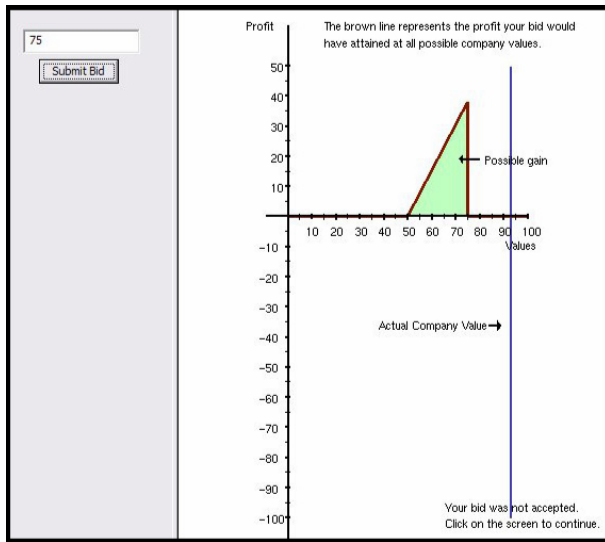 75
Submit Bid
Profit
The brown line represents the profit your bid would
have attained at all possible company values.
50
40
30
20
10
Possible gain
10 20 30 40 50 60 70 80 90 100
Values
-10
-20
-30
Actual Company Value
-40
-50
-60
-70
-80
-90
-100
Your bid was not accepted.
Click on the screen to continue.